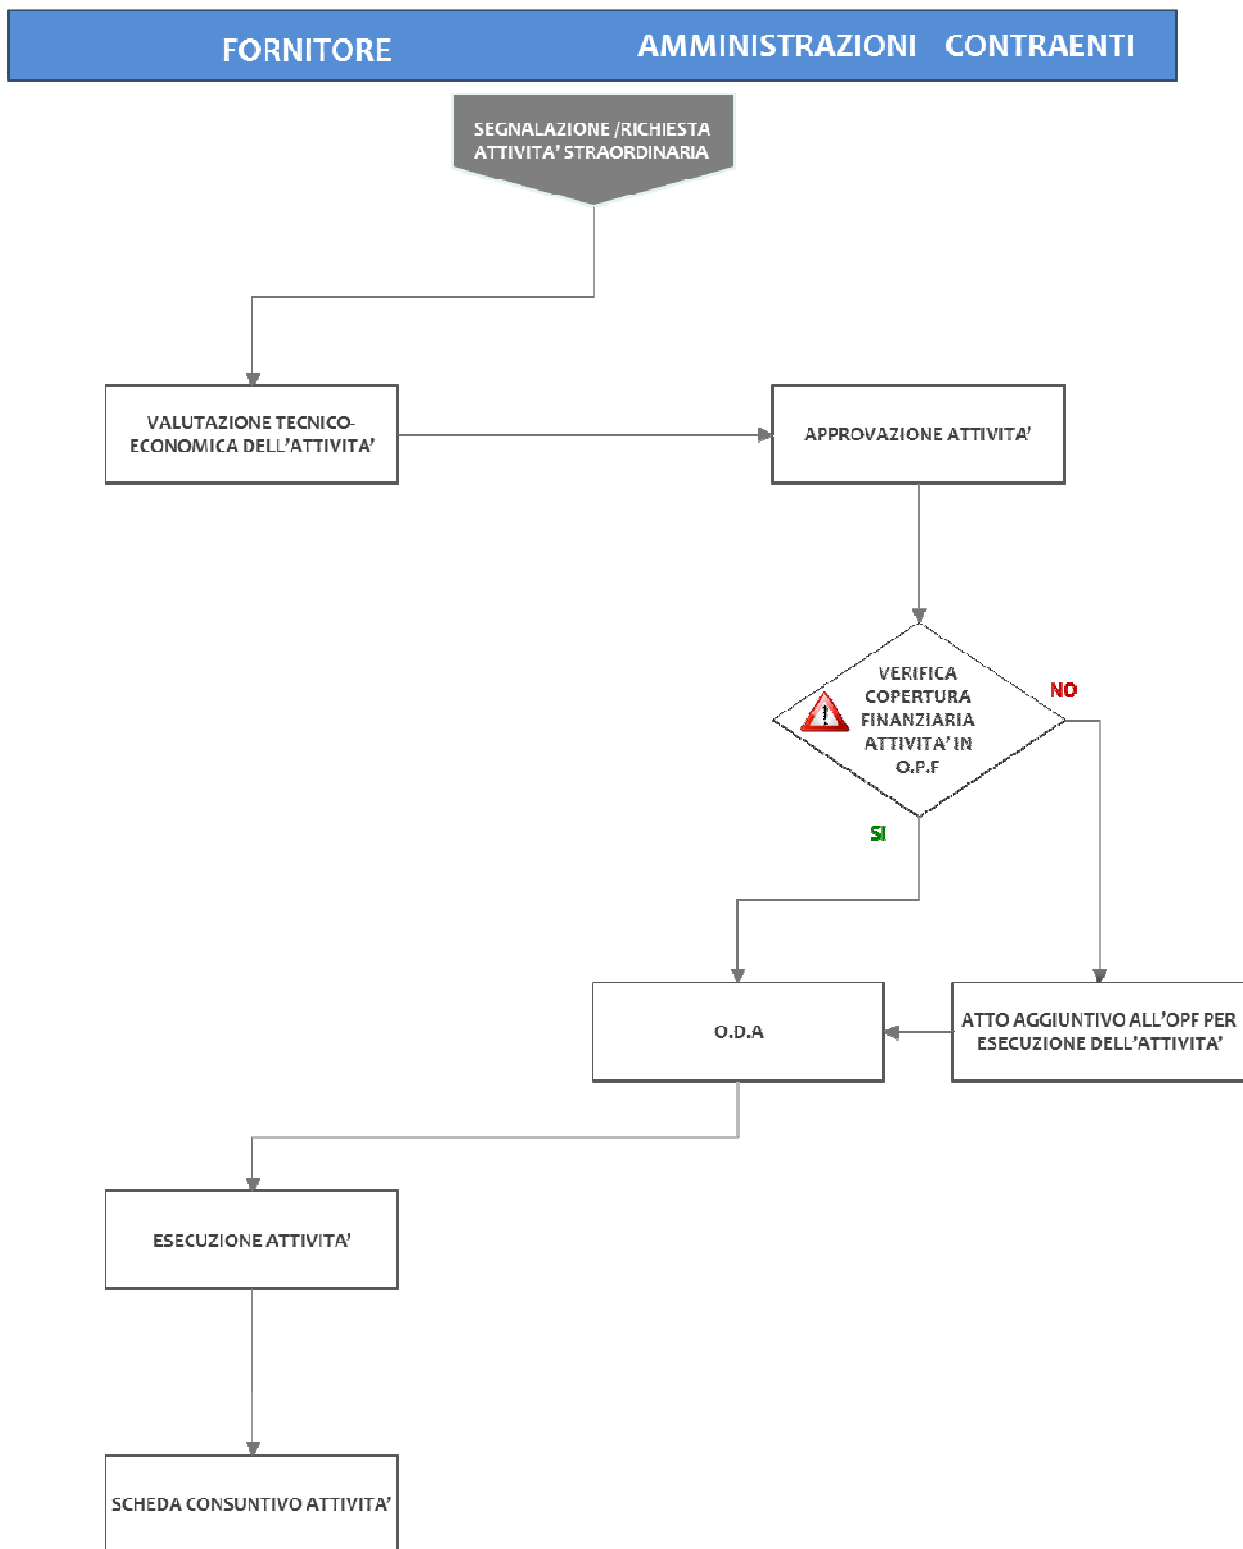 FORNITORE
AMMINISTRAZIONI CONTRAENTI
SEGNALAZIONE /RICHIESTA
ATTIVITA' STRAORDINARIA
VALUTAZIONE TECNICO-
ECONOMICA DELL'ATTIVITA'
APPROVAZIONE ATTIVITA'
VERIFICA
COPERTURA
FINANZIARIA
ATTIVITA' IN
O.P.F
NO
SI
O.D.A
ATTO AGGIUNTIVO ALL'OPF PER
ESECUZIONE DELL'ATTIVITA'
ESECUZIONE ATTIVITA'
SCHEDA CONSUNTIVO ATTIVITA'